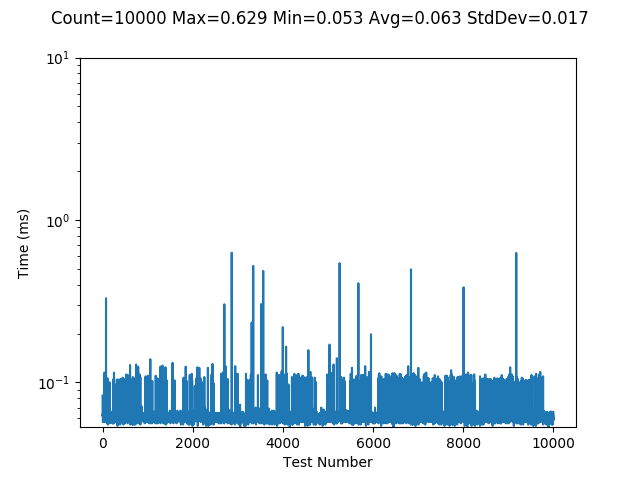 Count=10000 Max=0.629 Min=0.053 Avg=0.063 StdDev=0.017
10¹
10⁰
10⁻¹
Time (ms)
0 2000 4000 6000 8000 10000
Test Number